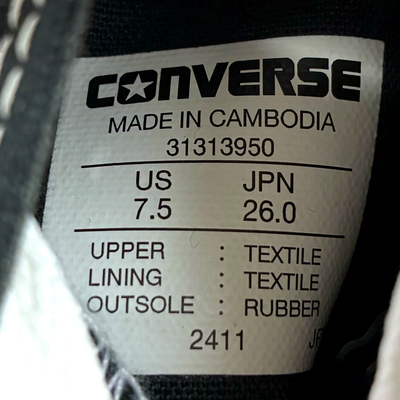 CONVERSE
MADE IN CAMBODIA
31313950
US JPN
7.5 26.0
UPPER : TEXTILE
LINING : TEXTILE
OUTSOLE : RUBBER
2411